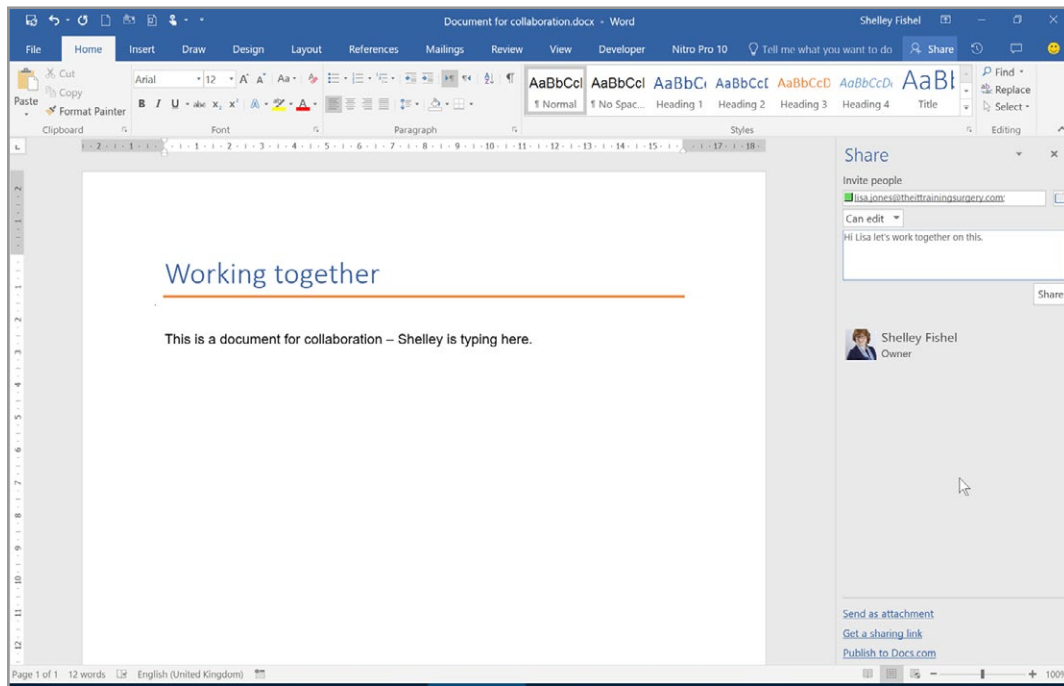 Document for collaboration.docx - Word
Shelley Fishel
File Home Insert Draw Design Layout References Mailings Review View Developer Nitro Pro 10 Tell me what you want to do Share
Paste
Cut
Copy
Format Painter
Arial 12
AaBbCcI AaBbCcI AaBbCc AaBbCcC AaBbCcD AaBbCcDc AaBl
¶ Normal ¶ No Spac... Heading 1 Heading 2 Heading 3 Heading 4 Title
Find
Replace
Select
Clipboard Font Paragraph Styles Editing
Share
Invite people
lisa.jones@theittrainingsurgery.com;
Can edit
Hi Lisa let's work together on this.
Share
Shelley Fishel
Owner
Working together
This is a document for collaboration – Shelley is typing here.
Send as attachment
Get a sharing link
Publish to Docs.com
Page 1 of 1 12 words English (United Kingdom) 100%